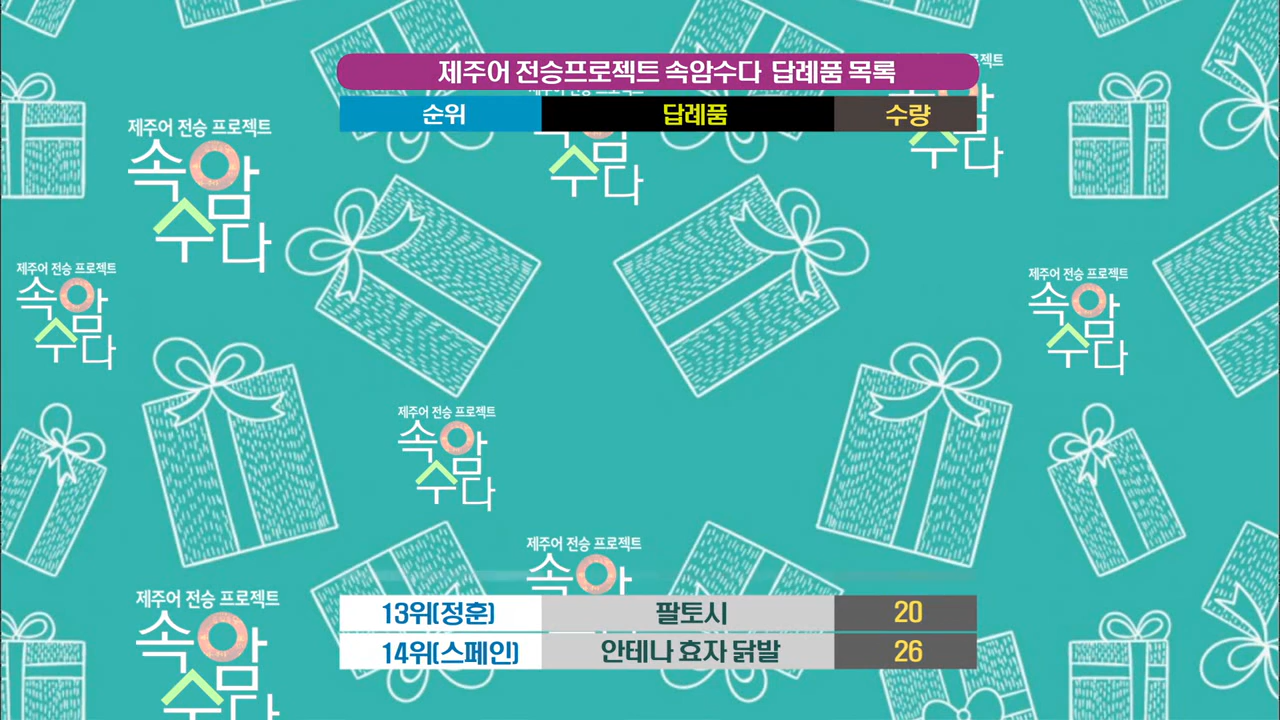 제주어 전승프로젝트 속암수다 답례품 목록
순위 답례품 수량
제주어 전승 프로젝트
속암
수다
제주어 전승 프로젝트
속암
수다
제주어 전승 프로젝트
속암
수다
제주어 전승 프로젝트
속암
수다
제주어 전승 프로젝트
속암
13위(정훈) 팔토시 20
14위(스페인) 안테나 효자 닭발 26
제주어 전승 프로젝트
속암
수다